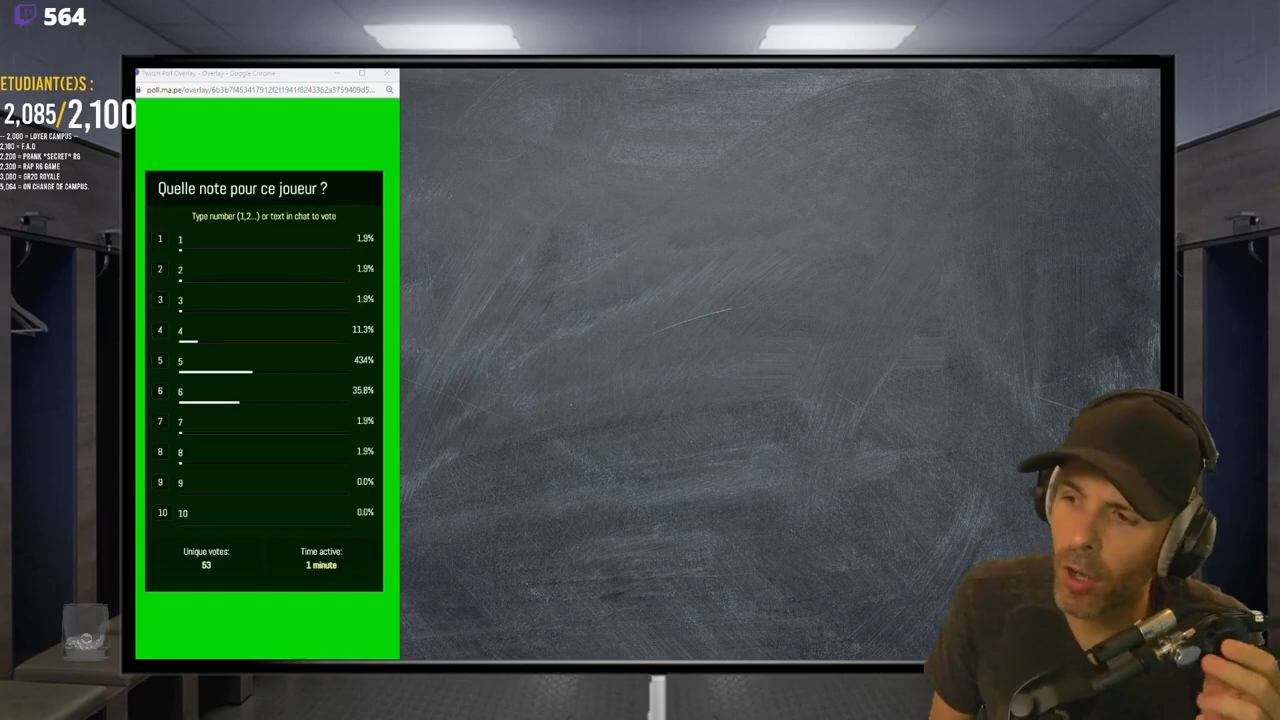 564
ETUDIANT(E)S :
2,085/2,100
-- 2,000 = LOYER CAMPUS --
2,100 = F.A.Q
2,200 = PRANK *SECRET* R6
2,300 = RAP R6 GAME
3,000 = GR20 ROYALE
5,064 = ON CHANGE DE CAMPUS.
Twitch Poll Overlay - Overlay - Google Chrome
Quelle note pour ce joueur ?
Type number (1,2...) or text in chat to vote
1 1 1.9%
2 2 1.9%
3 3 1.9%
4 4 11.3%
5 5 43.4%
6 6 35.8%
7 7 1.9%
8 8 1.9%
9 9 0.0%
10 10 0.0%
Unique votes: Time active:
53 1 minute